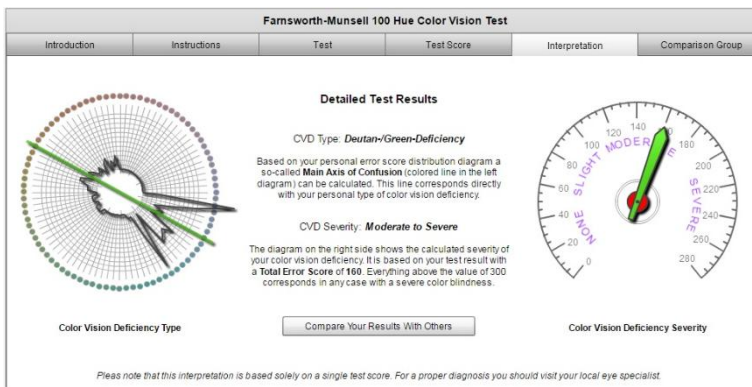 Farnsworth-Munsell 100 Hue Color Vision Test
Introduction
Instructions
Test
Test Score
Interpretation
Comparison Group
Detailed Test Results
CVD Type: Deutan-/Green-Deficiency
Based on your personal error score distribution diagram a
so-called Main Axis of Confusion (colored line in the left
diagram) can be calculated. This line corresponds directly
with your personal type of color vision deficiency.
CVD Severity: Moderate to Severe
The diagram on the right side shows the calculated severity of
your color vision deficiency. It is based on your test result with
a Total Error Score of 160. Everything above the value of 300
corresponds in any case with a severe color blindness.
0
20
40
60
80
100
120
140
180
200
220
240
260
280
NONE
SLIGHT
SEVERE
Color Vision Deficiency Type
Compare Your Results With Others
Color Vision Deficiency Severity
Pleas note that this interpretation is based solely on a single test score. For a proper diagnosis you should visit your local eye specialist.